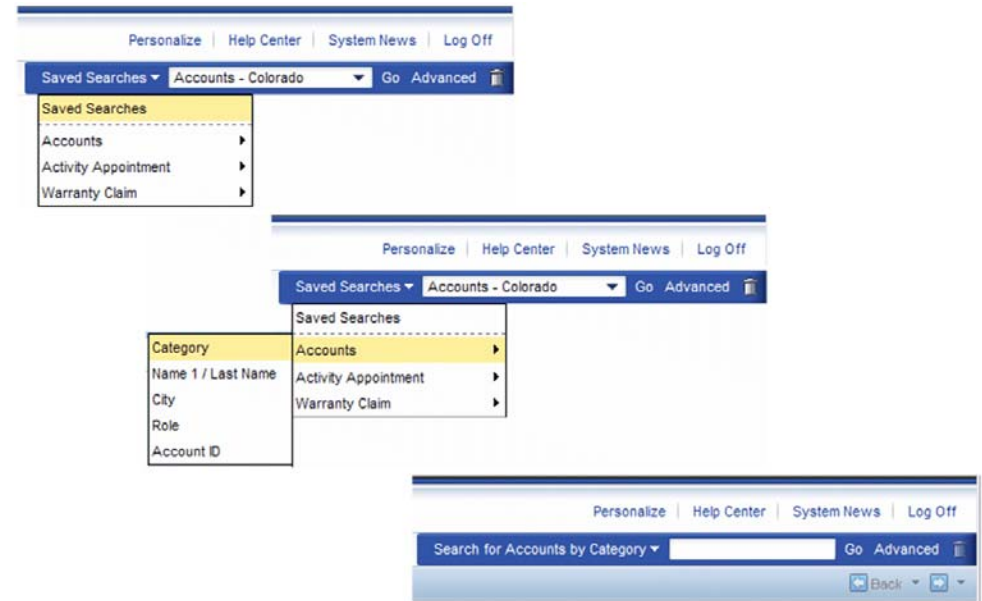 Personalize | Help Center | System News | Log Off
Saved Searches Accounts - Colorado Go Advanced
Saved Searches
Accounts
Activity Appointment
Warranty Claim
Personalize | Help Center | System News | Log Off
Saved Searches Accounts - Colorado Go Advanced
Saved Searches
Category Accounts
Name 1 / Last Name Activity Appointment
City Warranty Claim
Role
Account ID
Personalize | Help Center | System News | Log Off
Search for Accounts by Category Go Advanced
Back